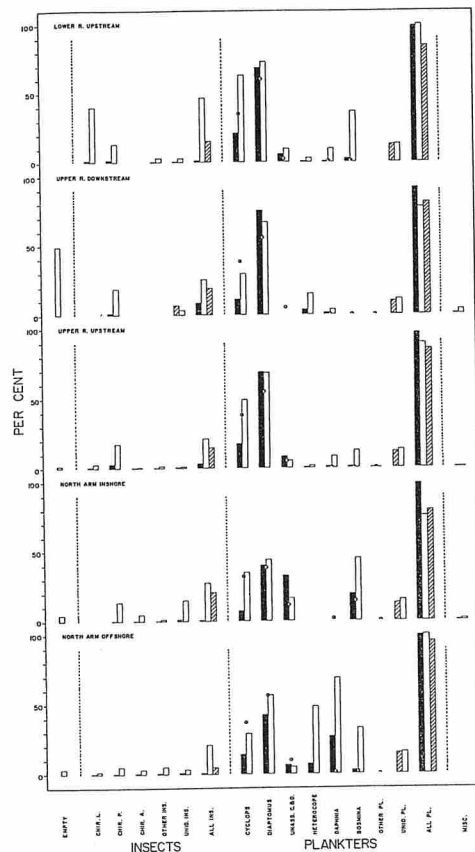 LOWER R. UPSTREAM
100
50
0
UPPER R. DOWNSTREAM
100
50
0
UPPER R. UPSTREAM
100
50
0
NORTH ARM INSHORE
100
50
0
NORTH ARM OFFSHORE
100
50
0
PER CENT
EMPTY
CHIR. L.
CHIR. P.
CHIR. A.
OTHER INS.
UNID. INS.
ALL INS.
CYCLOPS
DIAPTOMUS
UNASS. C.&D.
HETEROCOPE
DAPHNIA
BOSMINA
OTHER PL.
UNID. PL.
ALL PL.
MISC.
INSECTS
PLANKTERS